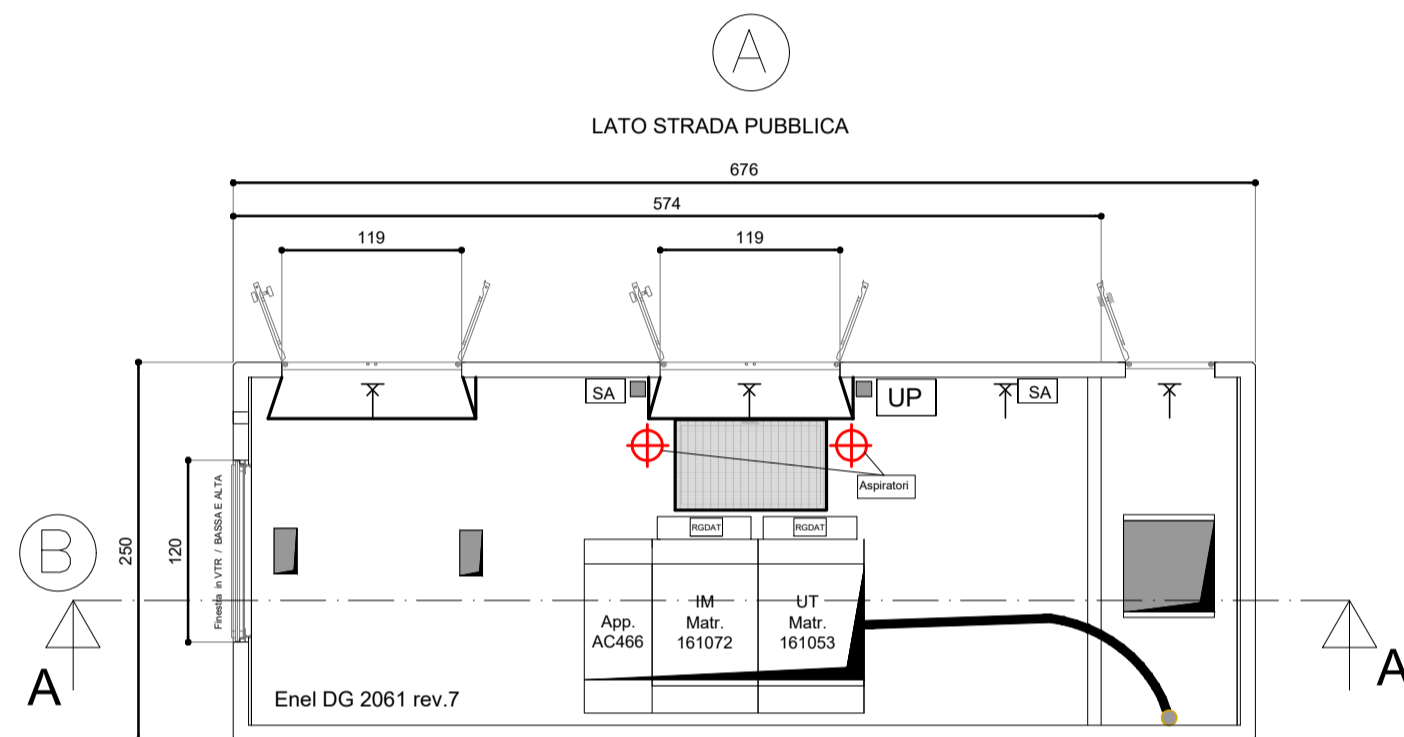 A
LATO STRADA PUBBLICA
676
574
119
119
SA
UP
SA
Aspiratori
RGDAT
RGDAT
B
250
120
Finestra in VTR / BASSA E ALTA
App.
AC466
IM
Matr.
161072
UT
Matr.
161053
A
A
Enel DG 2061 rev.7